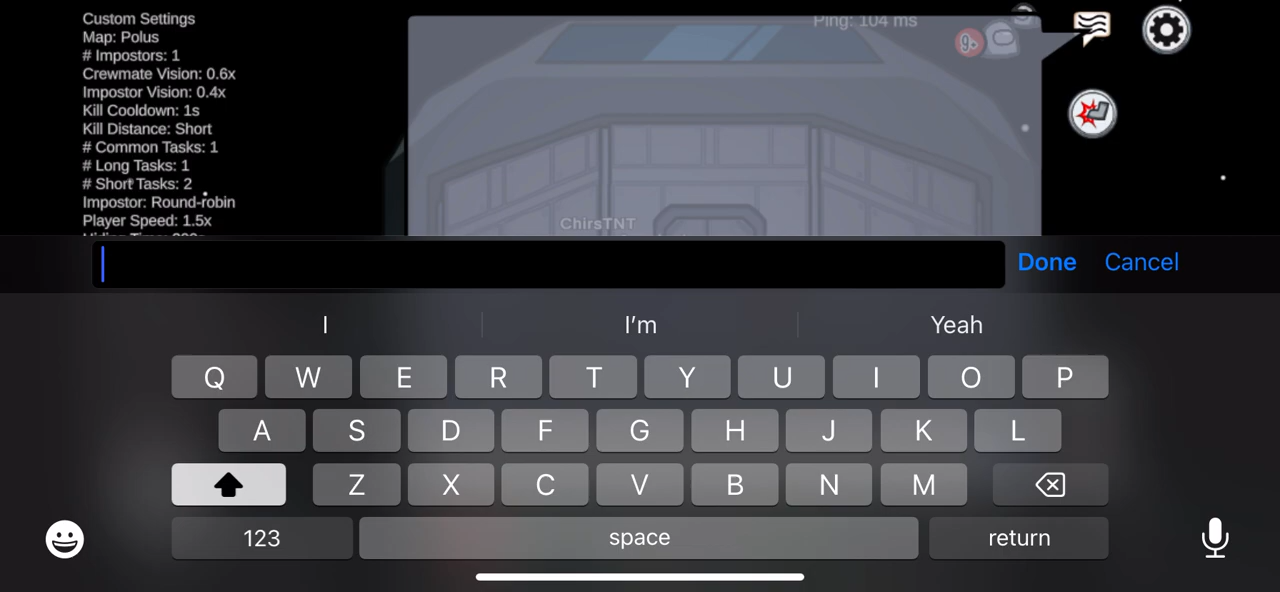 Custom Settings
Map: Polus
# Impostors: 1
Crewmate Vision: 0.6x
Impostor Vision: 0.4x
Kill Cooldown: 1s
Kill Distance: Short
# Common Tasks: 1
# Long Tasks: 1
# Short Tasks: 2
Impostor: Round-robin
Player Speed: 1.5x
Ping: 104 ms
9+
ChirsTNT
Done Cancel
I I'm Yeah
Q W E R T Y U I O P
A S D F G H J K L
Z X C V B N M
123 space return